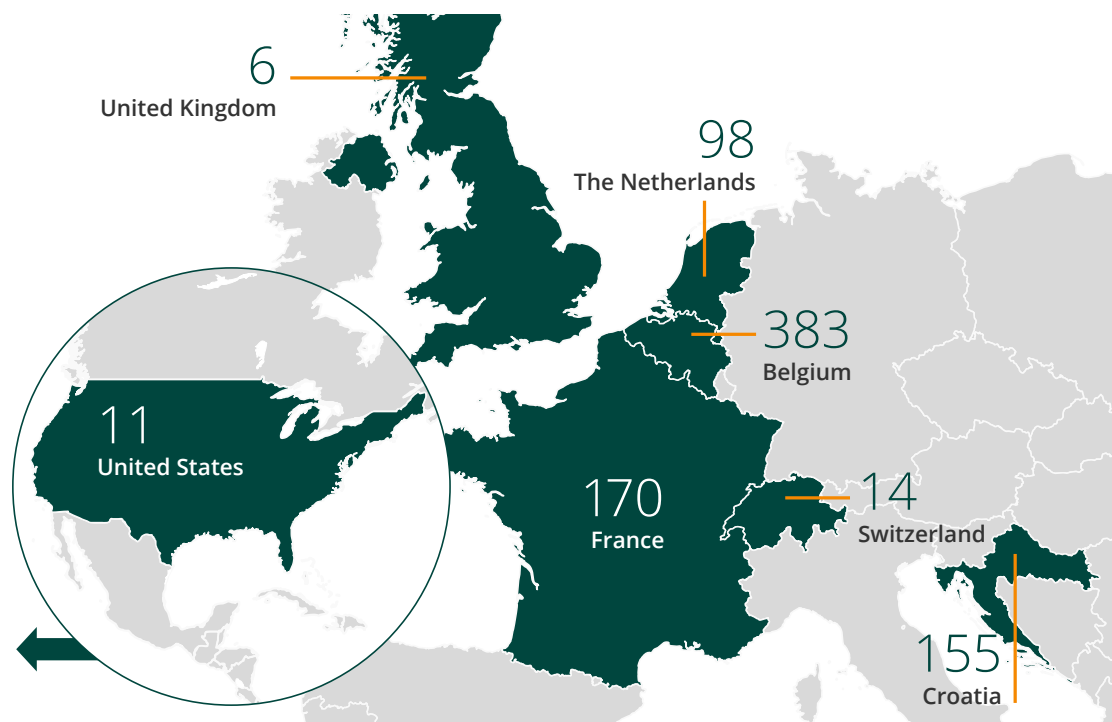 6
United Kingdom
98
The Netherlands
383
Belgium
11
United States
170
France
14
Switzerland
155
Croatia